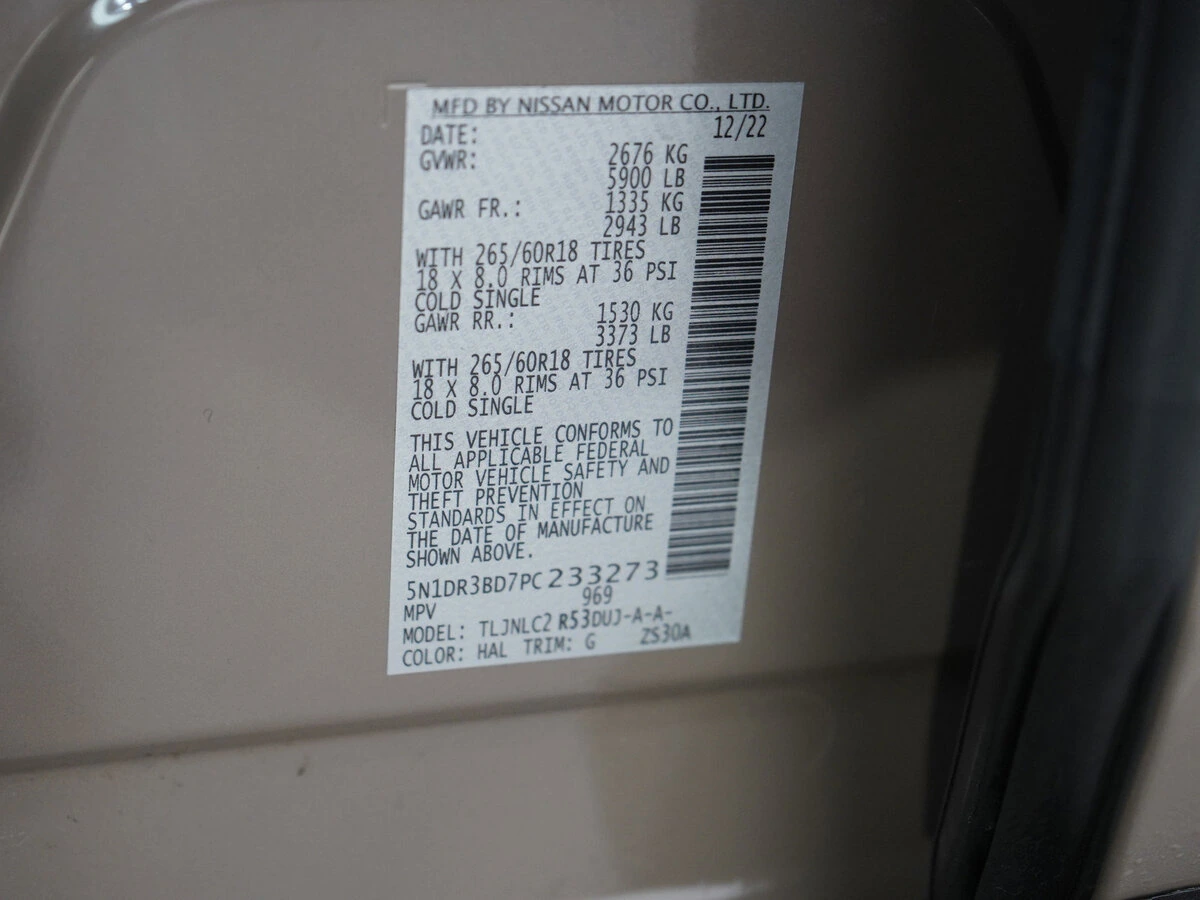 MFD BY NISSAN MOTOR CO., LTD.
DATE: 12/22
GVWR: 2676 KG
5900 LB
GAWR FR.: 1335 KG
2943 LB
WITH 265/60R18 TIRES
18 X 8.0 RIMS AT 36 PSI
COLD SINGLE
GAWR RR.: 1530 KG
3373 LB
WITH 265/60R18 TIRES
18 X 8.0 RIMS AT 36 PSI
COLD SINGLE
THIS VEHICLE CONFORMS TO
ALL APPLICABLE FEDERAL
MOTOR VEHICLE SAFETY AND
THEFT PREVENTION
STANDARDS IN EFFECT ON
THE DATE OF MANUFACTURE
SHOWN ABOVE.
5N1DR3BD7PC233273
MPV 969
MODEL: TLJNLC2 R53DUJ-A-A-
COLOR: HAL TRIM: G ZS30A